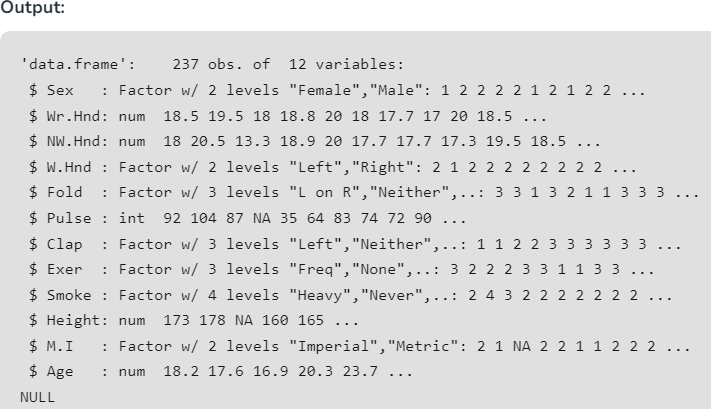 Output:
'data.frame':    237 obs. of  12 variables:
 $ Sex   : Factor w/ 2 levels "Female","Male": 1 2 2 2 2 1 2 1 2 2 ...
 $ Wr.Hnd: num  18.5 19.5 18 18.8 20 18 17.7 17 20 18.5 ...
 $ NW.Hnd: num  18 20.5 13.3 18.9 20 17.7 17.7 17.3 19.5 18.5 ...
 $ W.Hnd : Factor w/ 2 levels "Left","Right": 2 1 2 2 2 2 2 2 2 2 ...
 $ Fold  : Factor w/ 3 levels "L on R","Neither",..: 3 3 1 3 2 1 1 3 3 3 ...
 $ Pulse : int  92 104 87 NA 35 64 83 74 72 90 ...
 $ Clap  : Factor w/ 3 levels "Left","Neither",..: 1 1 2 2 3 3 3 3 3 3 ...
 $ Exer  : Factor w/ 3 levels "Freq","None",..: 3 2 2 2 3 3 1 1 3 3 ...
 $ Smoke : Factor w/ 4 levels "Heavy","Never",..: 2 4 3 2 2 2 2 2 2 2 ...
 $ Height: num  173 178 NA 160 165 ...
 $ M.I   : Factor w/ 2 levels "Imperial","Metric": 2 1 NA 2 2 1 1 2 2 2 ...
 $ Age   : num  18.2 17.6 16.9 20.3 23.7 ...
NULL